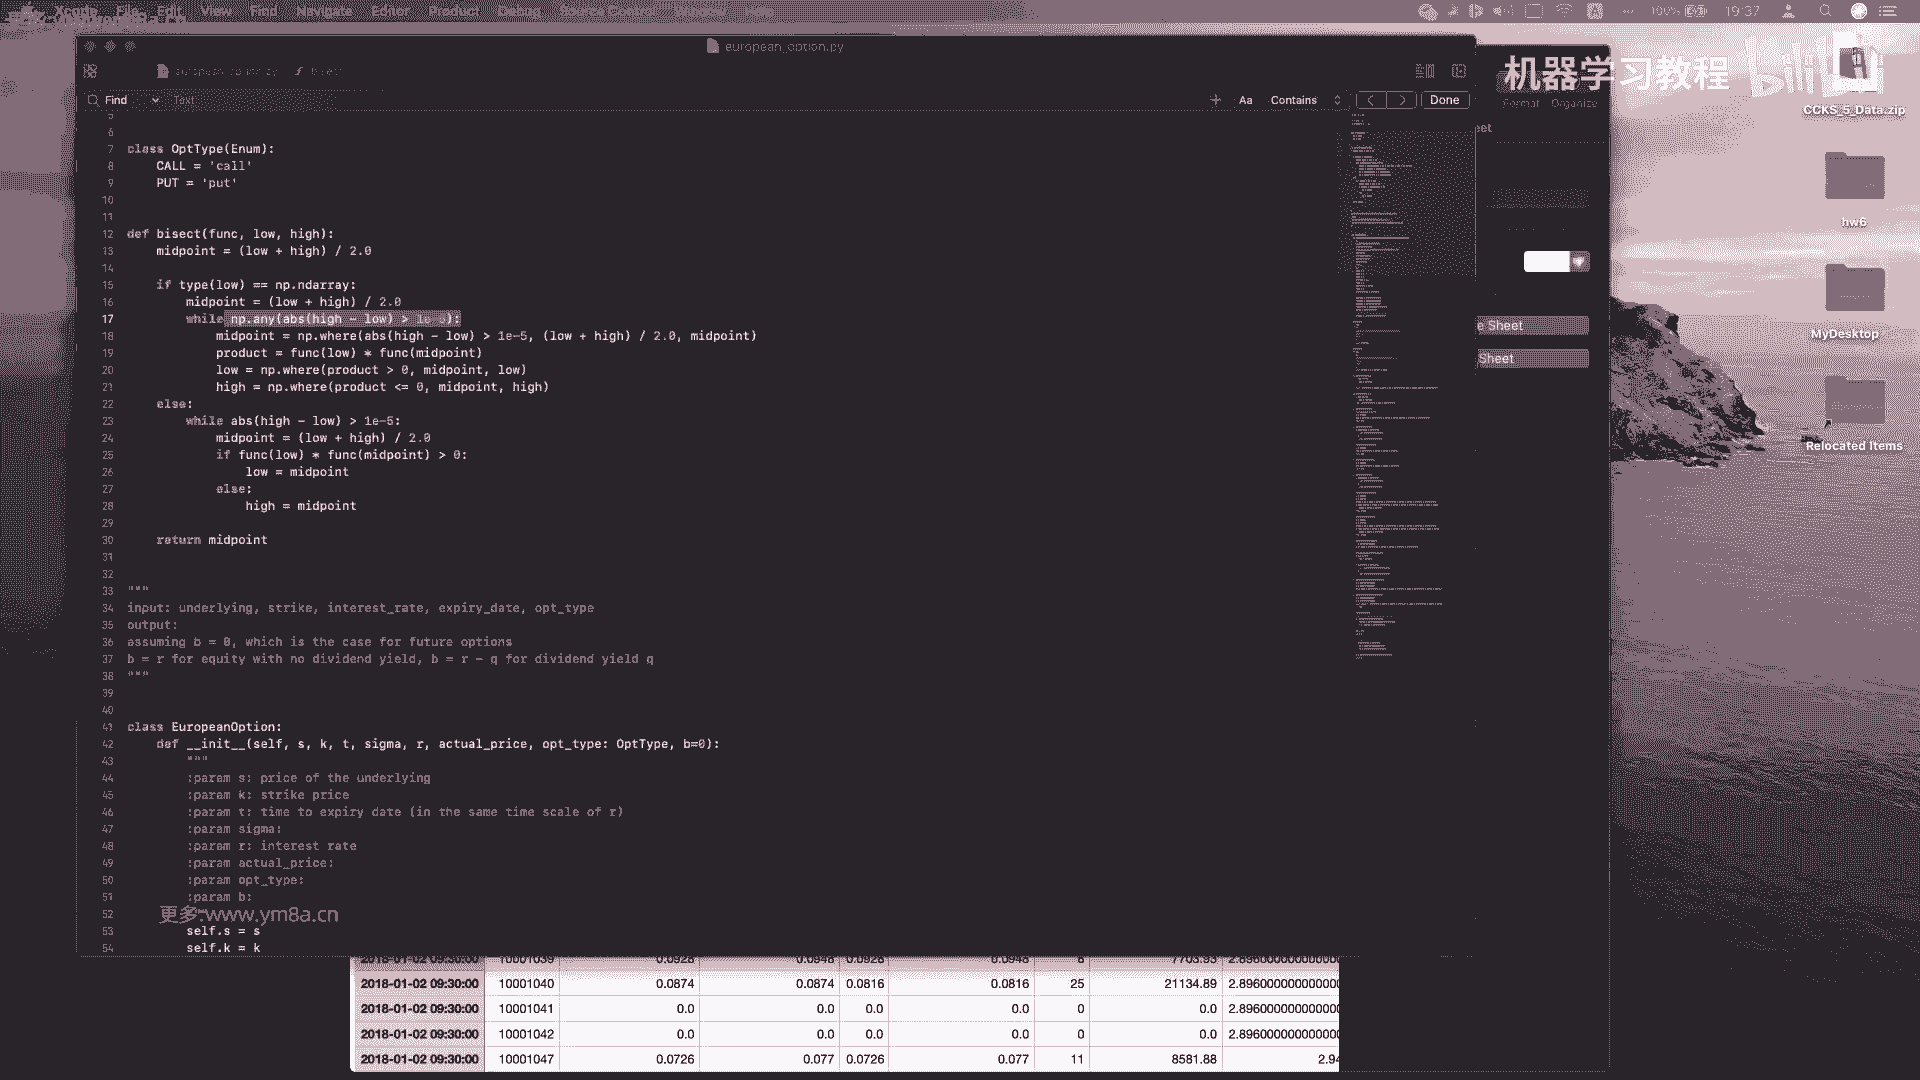 Xcode File Edit View Find Navigate Editor Product Debug Source Control
100% 19:37
european_option.py
机器学习教程
bilibili
european_option.py f bisect
Find Text
Aa Contains Done
Format Organize
CCKS_5_Data.zip
eet
5
6
7 class OptType(Enum):
8 CALL = 'call'
9 PUT = 'put'
10
11
12 def bisect(func, low, high):
13 midpoint = (low + high) / 2.0
14
15 if type(low) == np.ndarray:
16 midpoint = (low + high) / 2.0
17 while np.any(abs(high - low) > 1e-5):
18 midpoint = np.where(abs(high - low) > 1e-5, (low + high) / 2.0, midpoint)
19 product = func(low) * func(midpoint)
20 low = np.where(product > 0, midpoint, low)
21 high = np.where(product <= 0, midpoint, high)
22 else:
23 while abs(high - low) > 1e-5:
24 midpoint = (low + high) / 2.0
25 if func(low) * func(midpoint) > 0:
26 low = midpoint
27 else:
28 high = midpoint
29
30 return midpoint
31
32
33 """
34 input: underlying, strike, interest_rate, expiry_date, opt_type
35 output:
36 assuming b = 0, which is the case for future options
37 b = r for equity with no dividend yield, b = r - q for dividend yield q
38 """
39
40
41 class EuropeanOption:
42 def __init__(self, s, k, t, sigma, r, actual_price, opt_type: OptType, b=0):
43 """
44 :param s: price of the underlying
45 :param k: strike price
46 :param t: time to expiry date (in the same time scale of r)
47 :param sigma:
48 :param r: interest rate
49 :param actual_price:
50 :param opt_type:
51 :param b:
52
更多:www.ym8a.cn
53 self.s = s
54 self.k = k
hw6
e Sheet
MyDesktop
Sheet
Relocated Items
2018-01-02 09:30:00 10001039 0.0928 0.0948 0.0928 0.0948 6 7703.93 2.896000000000000
2018-01-02 09:30:00 10001040 0.0874 0.0874 0.0816 0.0816 25 21134.89 2.896000000000000
2018-01-02 09:30:00 10001041 0.0 0.0 0.0 0.0 0 0.0 2.896000000000000
2018-01-02 09:30:00 10001042 0.0 0.0 0.0 0.0 0 0.0 2.896000000000000
2018-01-02 09:30:00 10001047 0.0726 0.077 0.0726 0.077 11 8581.88 2.94